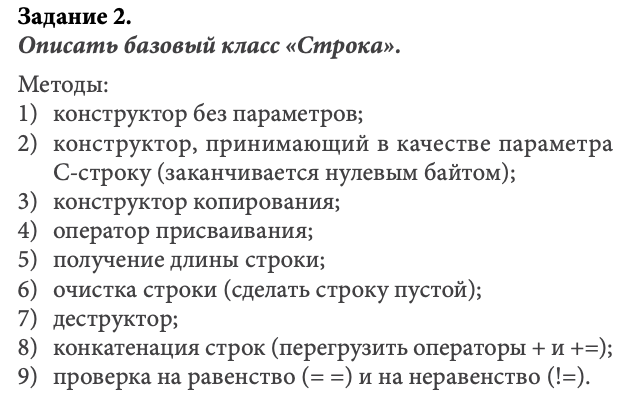 Задание 2.
Описать базовый класс «Строка».
Методы:
1) конструктор без параметров;
2) конструктор, принимающий в качестве параметра
С-строку (заканчивается нулевым байтом);
3) конструктор копирования;
4) оператор присваивания;
5) получение длины строки;
6) очистка строки (сделать строку пустой);
7) деструктор;
8) конкатенация строк (перегрузить операторы + и +=);
9) проверка на равенство (= =) и на неравенство (!=).